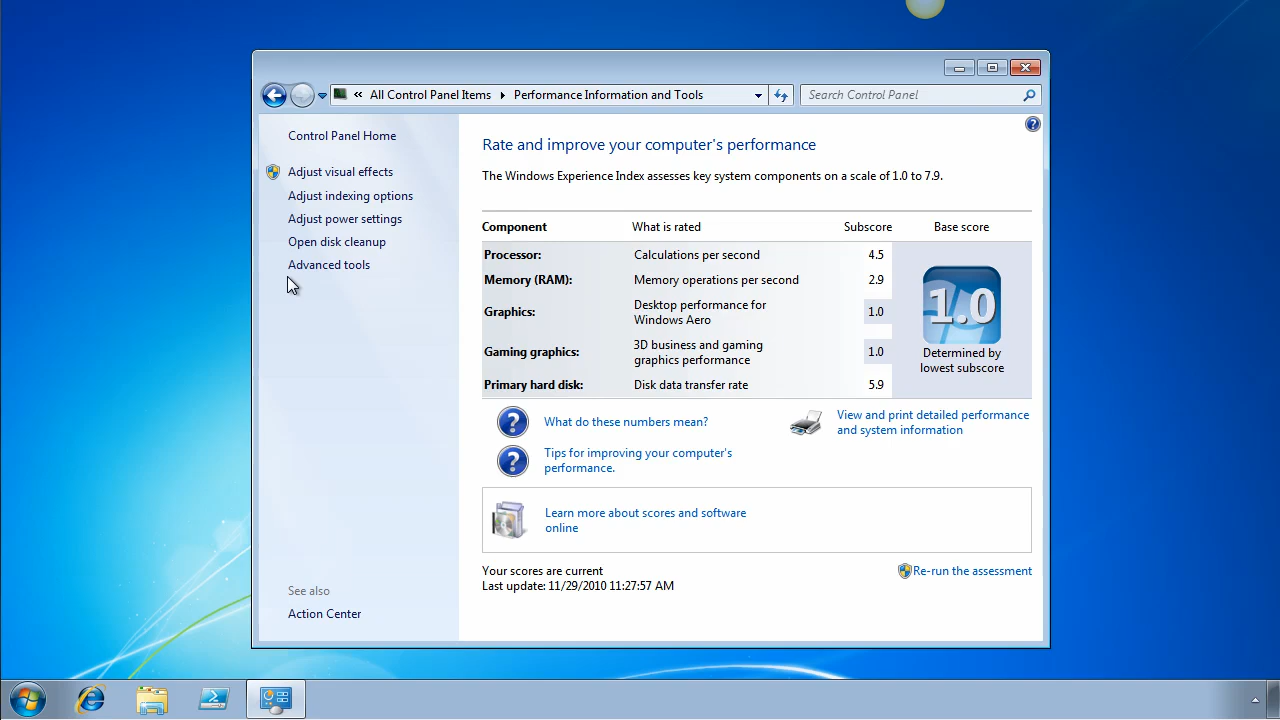 « All Control Panel Items Performance Information and Tools
Search Control Panel
Control Panel Home
Adjust visual effects
Adjust indexing options
Adjust power settings
Open disk cleanup
Advanced tools
See also
Action Center
Rate and improve your computer's performance
The Windows Experience Index assesses key system components on a scale of 1.0 to 7.9.
Component What is rated Subscore Base score
Processor: Calculations per second 4.5
Memory (RAM): Memory operations per second 2.9
Graphics: Desktop performance for
Windows Aero 1.0
Gaming graphics: 3D business and gaming
graphics performance 1.0
Primary hard disk: Disk data transfer rate 5.9
1.0
Determined by
lowest subscore
? What do these numbers mean?
? Tips for improving your computer's
performance.
View and print detailed performance
and system information
Learn more about scores and software
online
Your scores are current
Last update: 11/29/2010 11:27:57 AM
Re-run the assessment